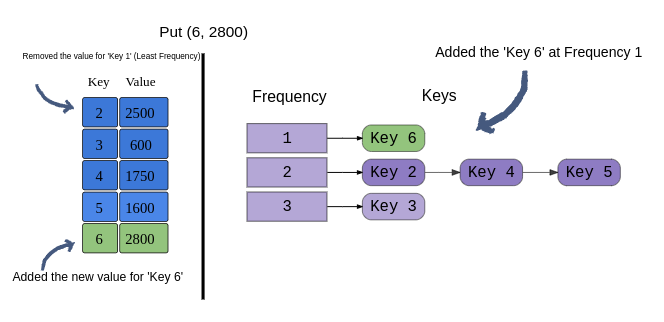 Put (6, 2800)
Removed the value for 'Key 1' (Least Frequency)
Key Value
2 2500
3 600
4 1750
5 1600
6 2800
Added the new value for 'Key 6'
Added the 'Key 6' at Frequency 1
Frequency Keys
1 Key 6
2 Key 2 Key 4 Key 5
3 Key 3